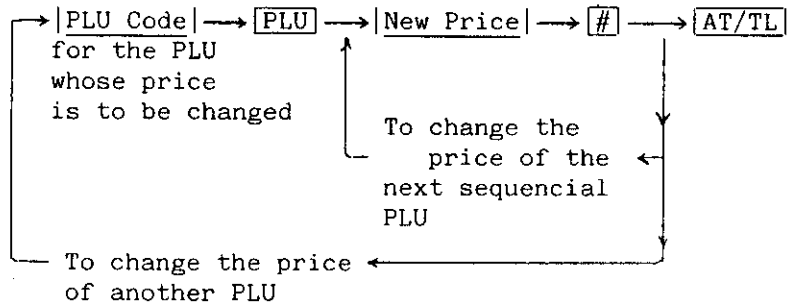 PLU Code PLU New Price # AT/TL
for the PLU
whose price
is to be changed
To change the
price of the
next sequencial
PLU
To change the price
of another PLU